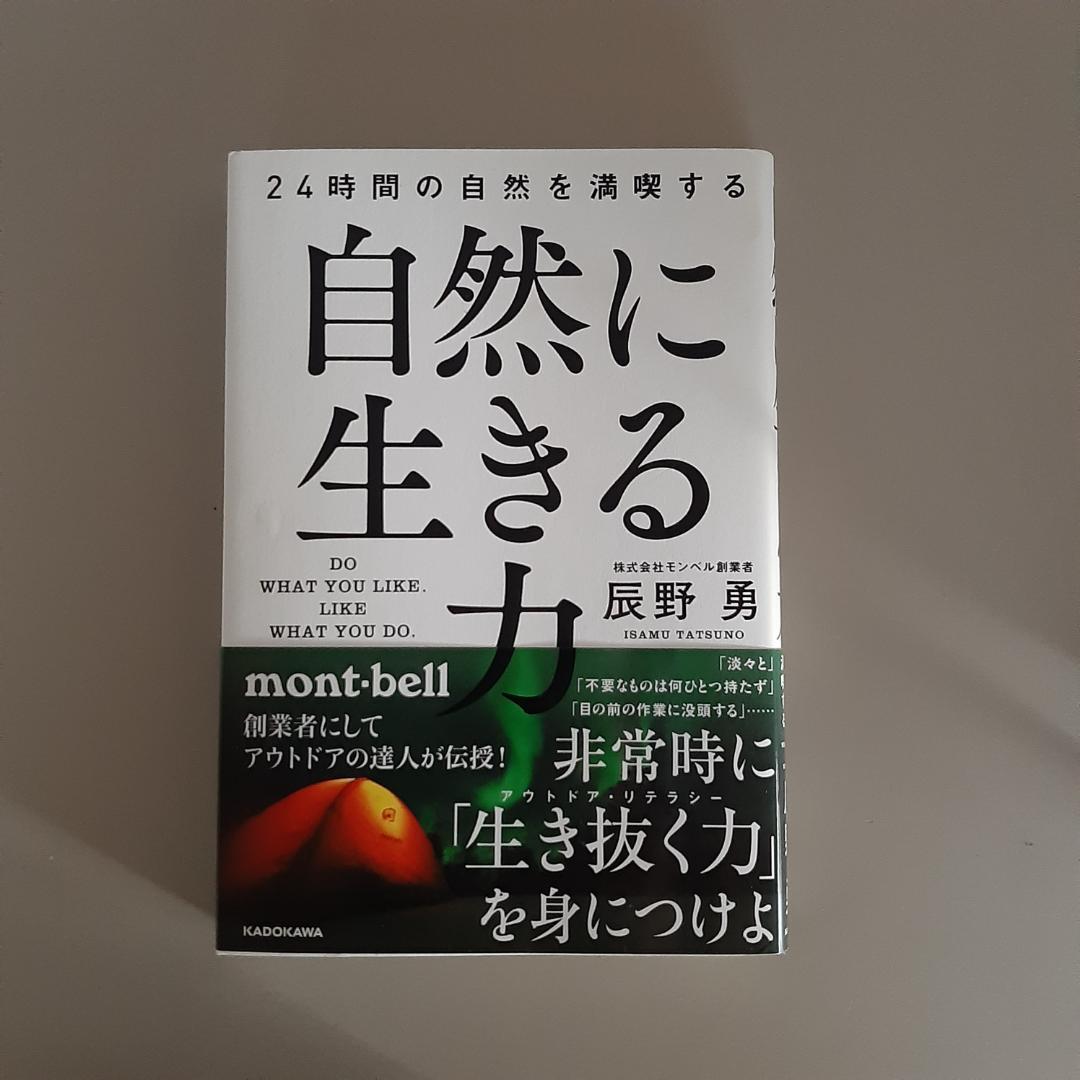 24時間の自然を満喫する
自然に
生きる
力
DO
WHAT YOU LIKE.
LIKE
WHAT YOU DO.
株式会社モンベル創業者
辰野 勇
ISAMU TATSUNO
mont-bell
創業者にして
アウトドアの達人が伝授!
「淡々と」
「不要なものは何ひとつ持たず」
「目の前の作業に没頭する」……
非常時に
アウトドア・リテラシー
「生き抜く力」
を身につけよ
KADOKAWA